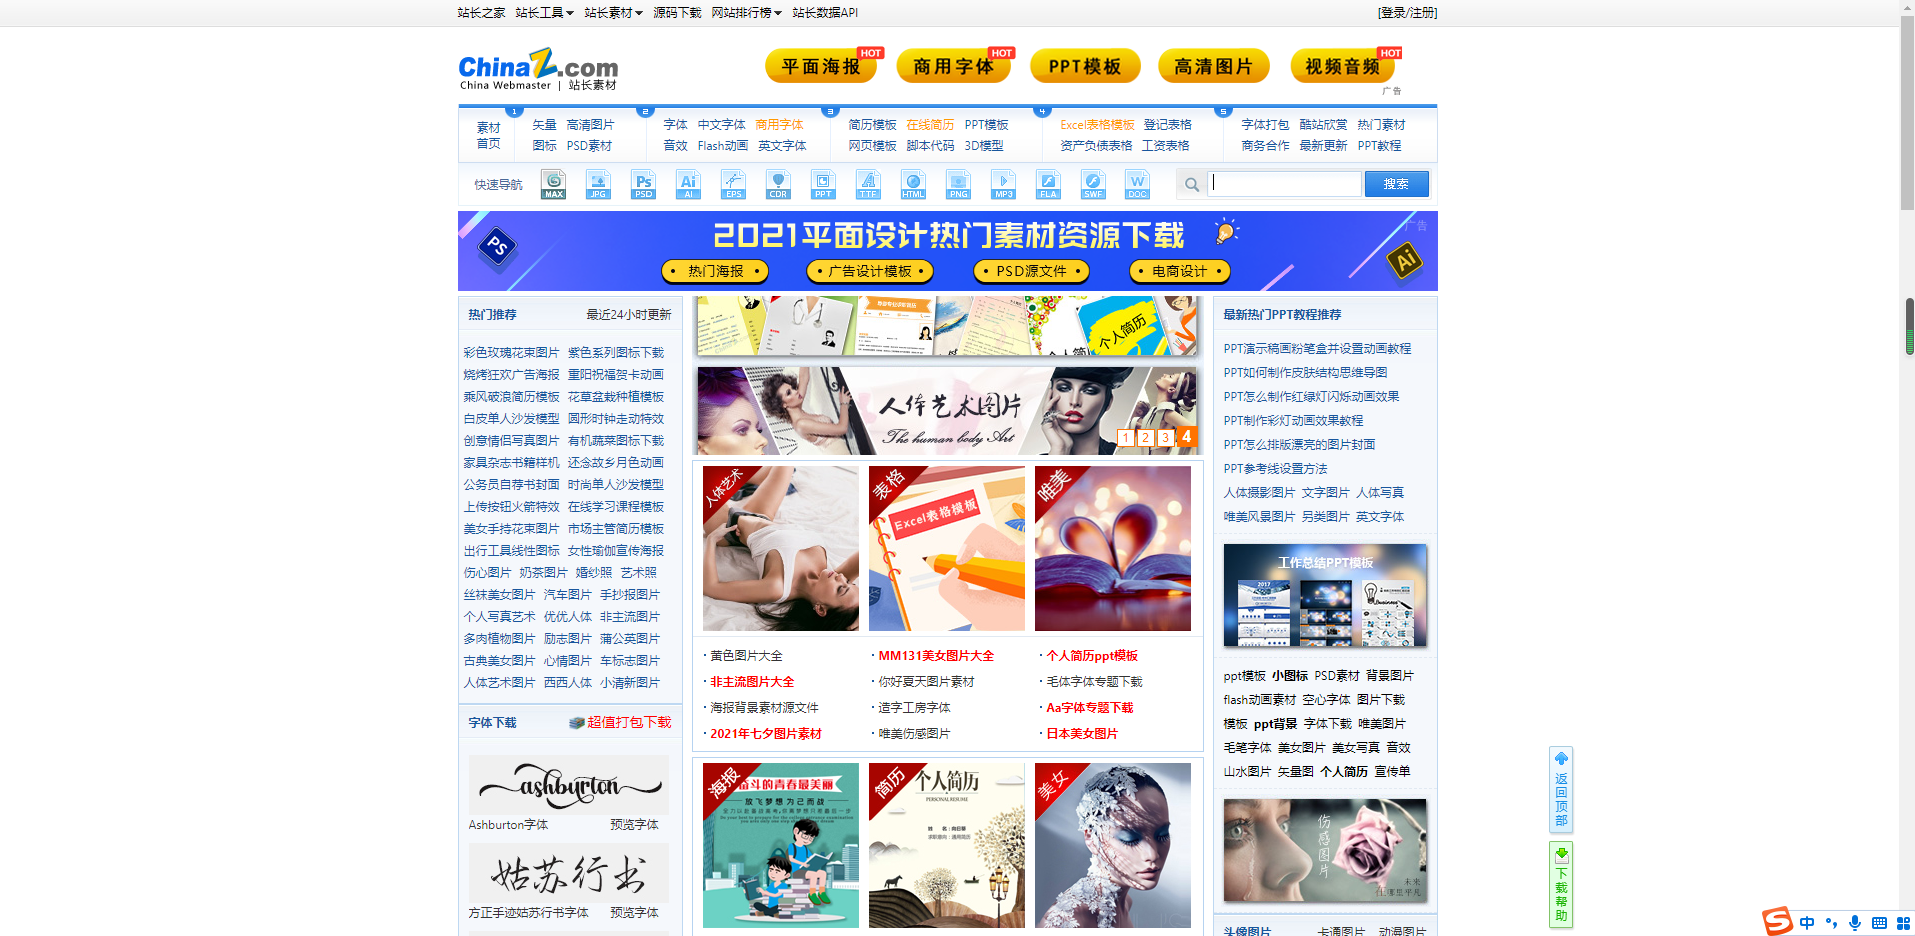 站长之家 站长工具 站长素材 源码下载 网站排行榜 站长数据API
[登录/注册]
ChinaZ.com
China Webmaster | 站长素材
平面海报 HOT
商用字体 HOT
PPT模板
高清图片
视频音频 HOT
广告
1 2 3 4 5
素材
首页
矢量 高清图片
图标 PSD素材
字体 中文字体 商用字体
音效 Flash动画 英文字体
简历模板 在线简历 PPT模板
网页模板 脚本代码 3D模型
Excel表格模板 登记表格
资产负债表格 工资表格
字体打包 酷站欣赏 热门素材
商务合作 最新更新 PPT教程
快速导航
MAX JPG PSD AI EPS CDR PPT TTF HTML PNG MP3 FLA SWF DOC
搜索
2021平面设计热门素材资源下载
广告
PS
Ai
热门海报 广告设计模板 PSD源文件 电商设计
热门推荐 最近24小时更新
彩色玫瑰花束图片 紫色系列图标下载
烧烤狂欢广告海报 重阳祝福贺卡动画
乘风破浪简历模板 花草盆栽种植模板
白皮单人沙发模型 圆形时钟走动特效
创意情侣写真图片 有机蔬菜图标下载
家具杂志书籍样机 还念故乡月色动画
公务员自荐书封面 时尚单人沙发模型
上传按钮火箭特效 在线学习课程模板
美女手持花束图片 市场主管简历模板
出行工具线性图标 女性瑜伽宣传海报
伤心图片 奶茶图片 婚纱照 艺术照
丝袜美女图片 汽车图片 手抄报图片
个人写真艺术 优优人体 非主流图片
多肉植物图片 励志图片 蒲公英图片
古典美女图片 心情图片 车标志图片
人体艺术图片 西西人体 小清新图片
字体下载 超值打包下载
ashburton
Ashburton字体 预览字体
姑苏行书
方正手迹姑苏行书字体 预览字体
个人简历
人体艺术图片
The human body Art
1 2 3 4
人体艺术
表格
Excel表格模板
唯美
· 黄色图片大全 · MM131美女图片大全 · 个人简历ppt模板
· 非主流图片大全 · 你好夏天图片素材 · 毛体字体专题下载
· 海报背景素材源文件 · 造字工房字体 · Aa字体专题下载
· 2021年七夕图片素材 · 唯美伤感图片 · 日本美女图片
海报
奋斗的青春最美丽
放飞梦想为己而战
简历
个人简历
PERSONAL RESUME
美女
最新热门PPT教程推荐
PPT演示稿画粉笔盒并设置动画教程
PPT如何制作皮肤结构思维导图
PPT怎么制作红绿灯闪烁动画效果
PPT制作彩灯动画效果教程
PPT怎么排版漂亮的图片封面
PPT参考线设置方法
人体摄影图片 文字图片 人体写真
唯美风景图片 另类图片 英文字体
工作总结PPT模板
2017
Business
ppt模板 小图标 PSD素材 背景图片
flash动画素材 空心字体 图片下载
模板 ppt背景 字体下载 唯美图片
毛笔字体 美女图片 美女写真 音效
山水图片 矢量图 个人简历 宣传单
伤感图片
未来
在哪里平凡
头像图片 卡通图片 动漫图片
返回顶部
下载帮助
S 中